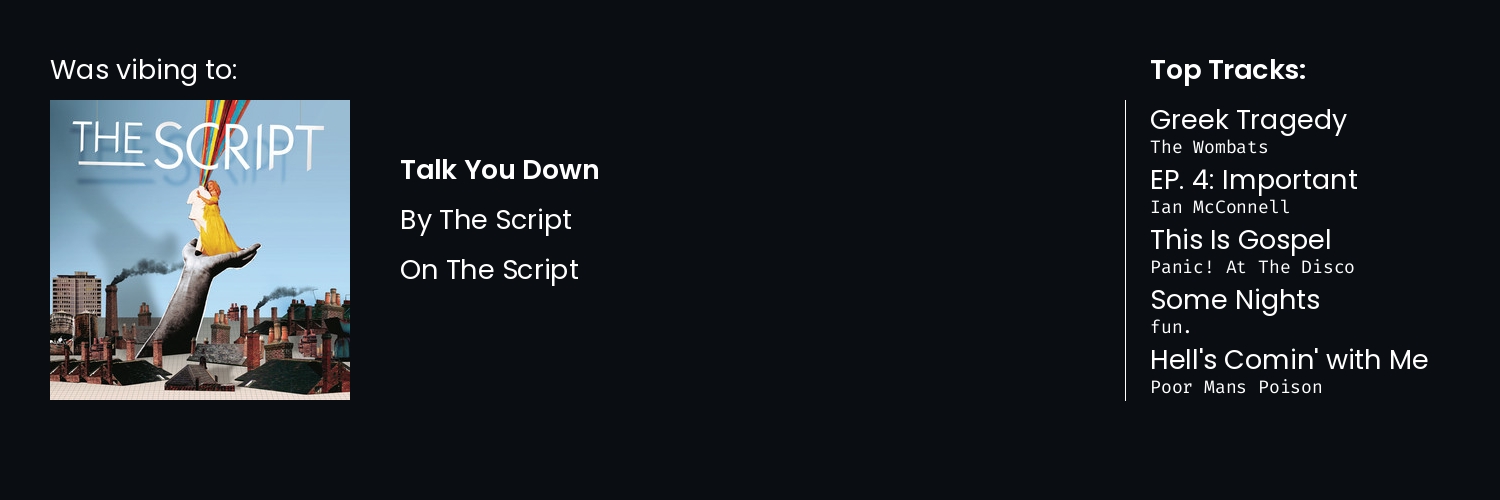 Was vibing to:
THE SCRIPT
Talk You Down
By The Script
On The Script
Top Tracks:
Greek Tragedy
The Wombats
EP. 4: Important
Ian McConnell
This Is Gospel
Panic! At The Disco
Some Nights
fun.
Hell's Comin' with Me
Poor Mans Poison